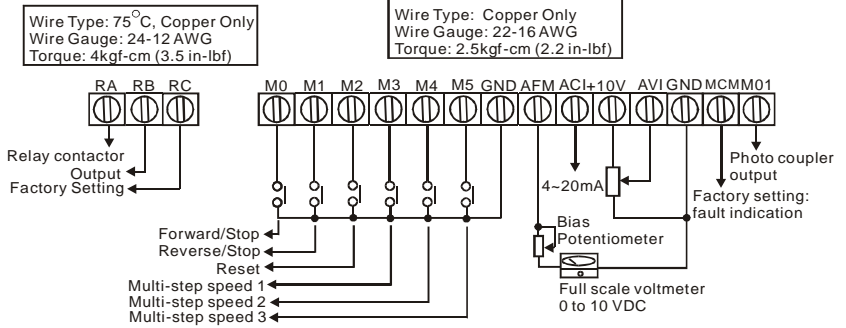 Wire Type: 75°C, Copper Only
Wire Gauge: 24-12 AWG
Torque: 4kgf-cm (3.5 in-lbf)
Wire Type: Copper Only
Wire Gauge: 22-16 AWG
Torque: 2.5kgf-cm (2.2 in-lbf)
RA RB RC
M0 M1 M2 M3 M4 M5 GND AFM ACI +10V AVI GND MCM M01
Relay contactor
Output
Factory Setting
4~20mA
Photo coupler
output
Factory setting:
fault indication
Forward/Stop
Reverse/Stop
Reset
Multi-step speed 1
Multi-step speed 2
Multi-step speed 3
Bias
Potentiometer
Full scale voltmeter
0 to 10 VDC